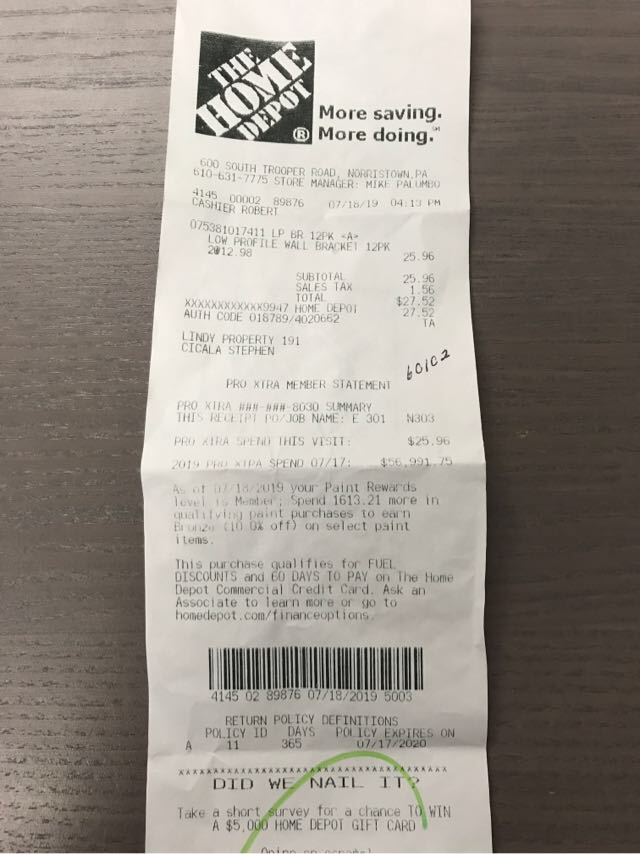 THE
HOME
DEPOT
®
More saving.
More doing.℠
600 SOUTH TROOPER ROAD, NORRISTOWN,PA
610-631-7775 STORE MANAGER: MIKE PALUMBO
4145 00002 89876 07/18/19 04:13 PM
CASHIER ROBERT
075381017411 LP BR 12PK <A>
LOW PROFILE WALL BRACKET 12PK
2@12.98 25.96
SUBTOTAL 25.96
SALES TAX 1.56
TOTAL $27.52
XXXXXXXXXXXX9947 HOME DEPOT 27.52
AUTH CODE 018789/4020662 TA
LINDY PROPERTY 191
CICALA STEPHEN
60102
PRO XTRA MEMBER STATEMENT
PRO XTRA ###-###-8030 SUMMARY
THIS RECEIPT PO/JOB NAME: E 301 N303
PRO XTRA SPEND THIS VISIT: $25.96
2019 PRO XTRA SPEND 07/17: $56,991.75
As of 07/18/2019 your Paint Rewards
level is Member; Spend 1613.21 more in
qualifying paint purchases to earn
Bronze (10.0% off) on select paint
items.
This purchase qualifies for FUEL
DISCOUNTS and 60 DAYS TO PAY on The Home
Depot Commercial Credit Card. Ask an
Associate to learn more or go to
homedepot.com/financeoptions.
4145 02 89876 07/18/2019 5003
RETURN POLICY DEFINITIONS
POLICY ID DAYS POLICY EXPIRES ON
A 11 365 07/17/2020
DID WE NAIL IT?
Take a short survey for a chance TO WIN
A $5,000 HOME DEPOT GIFT CARD